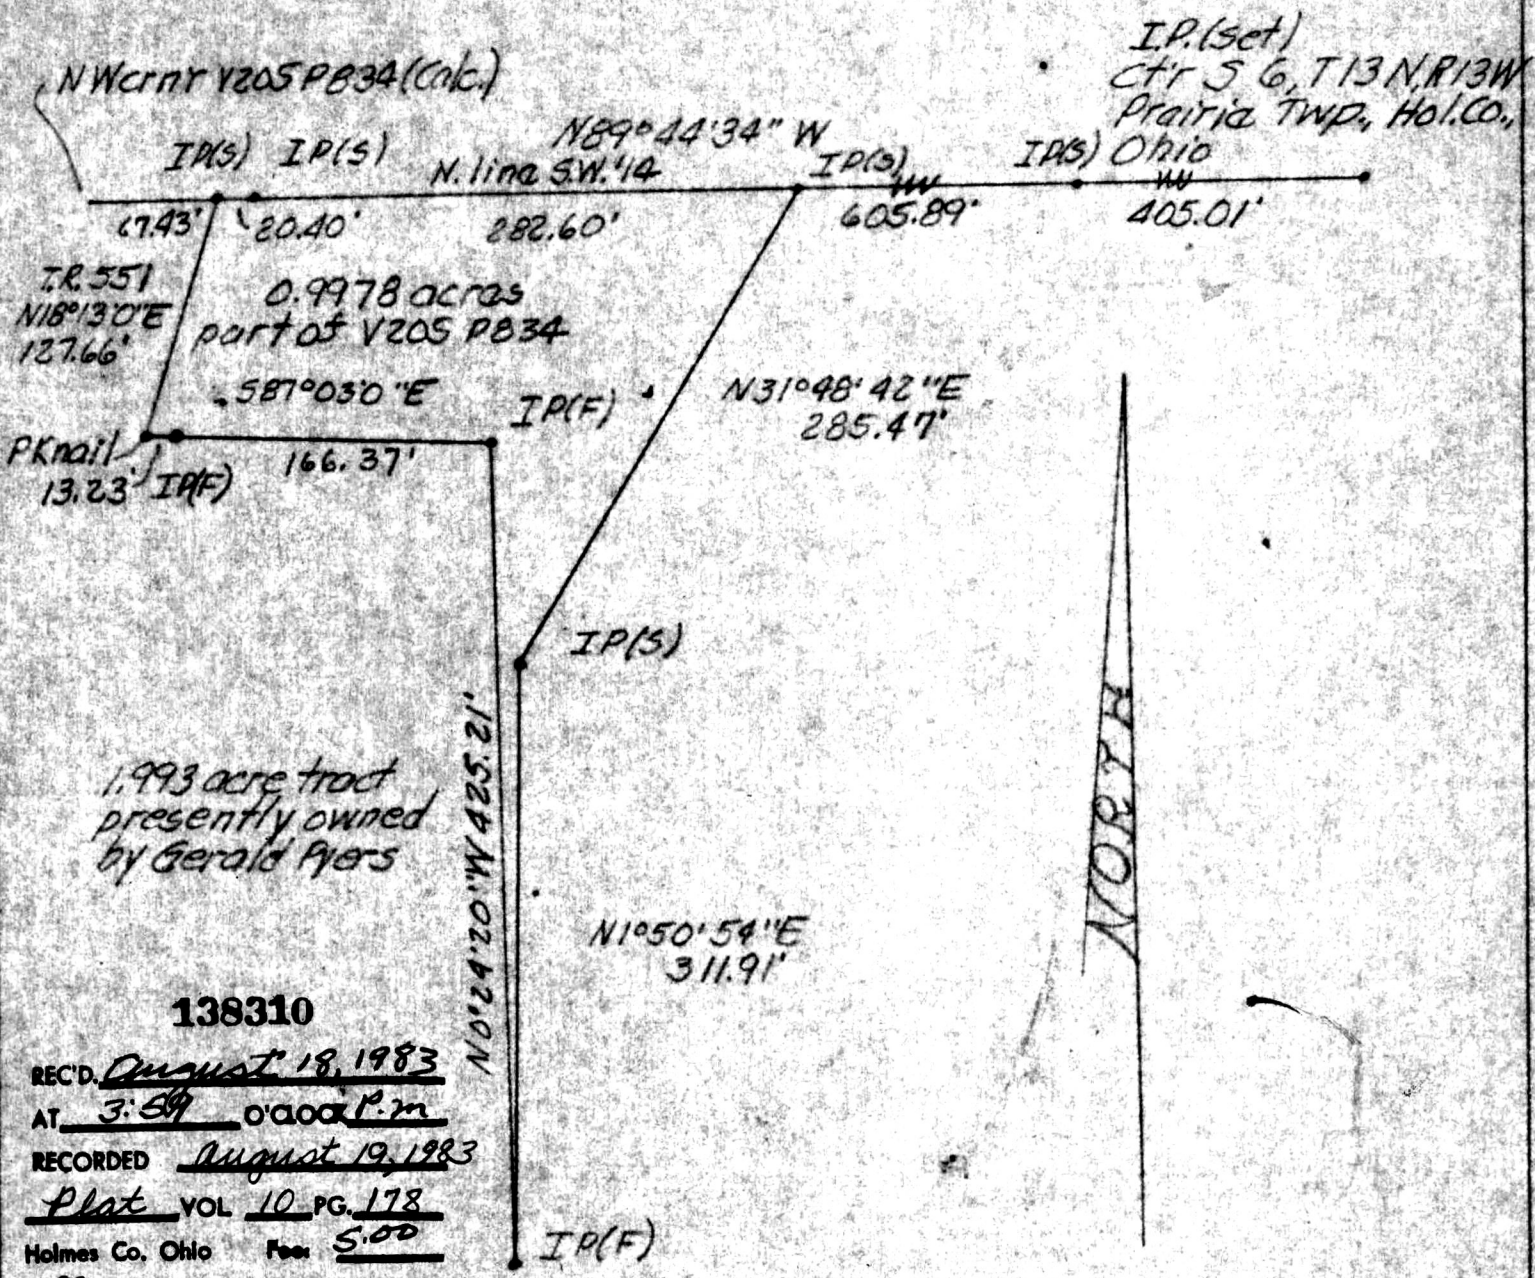 I.P.(set)
ctr S 6, T13N, R13W
Prairie Twp., Hol.Co.,
Ohio
NWcrnr V205 P834(Calc.)
N89°44'34" W
IP(S) IP(S)
N. line S.W. 1/4
IP(S)
IP(S)
67.43'
20.40'
282.60'
605.89'
405.01'
T.R. 551
N18°13'0"E
127.66'
0.9978 acres
part of V205 P834
S87°03'0"E
IP(F)
N31°48'42"E
285.47'
PKnail
13.23'
IP(F)
166.37'
IP(S)
NORTH
N0°24'20"W 425.21'
1.993 acre tract
presently owned
by Gerald Pyers
N1°50'54"E
311.91'
138310
REC'D. August 18, 1983
AT 3:59 O'CLOCK P.m
RECORDED August 19, 1983
Plat VOL 10 PG. 178
Holmes Co. Ohio Fee: 5.00
IP(F)